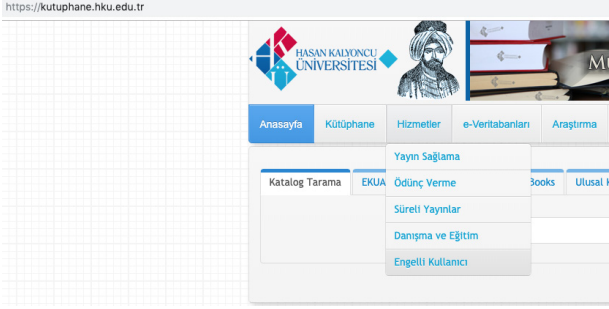 https://kutuphane.hku.edu.tr
HASAN KALYONCU
ÜNİVERSİTESİ
Anasayfa Kütüphane Hizmetler e-Veritabanları Araştırma
Yayın Sağlama
Katalog Tarama EKUA Ödünç Verme Books Ulusal
Süreli Yayınlar
Danışma ve Eğitim
Engelli Kullanıcı